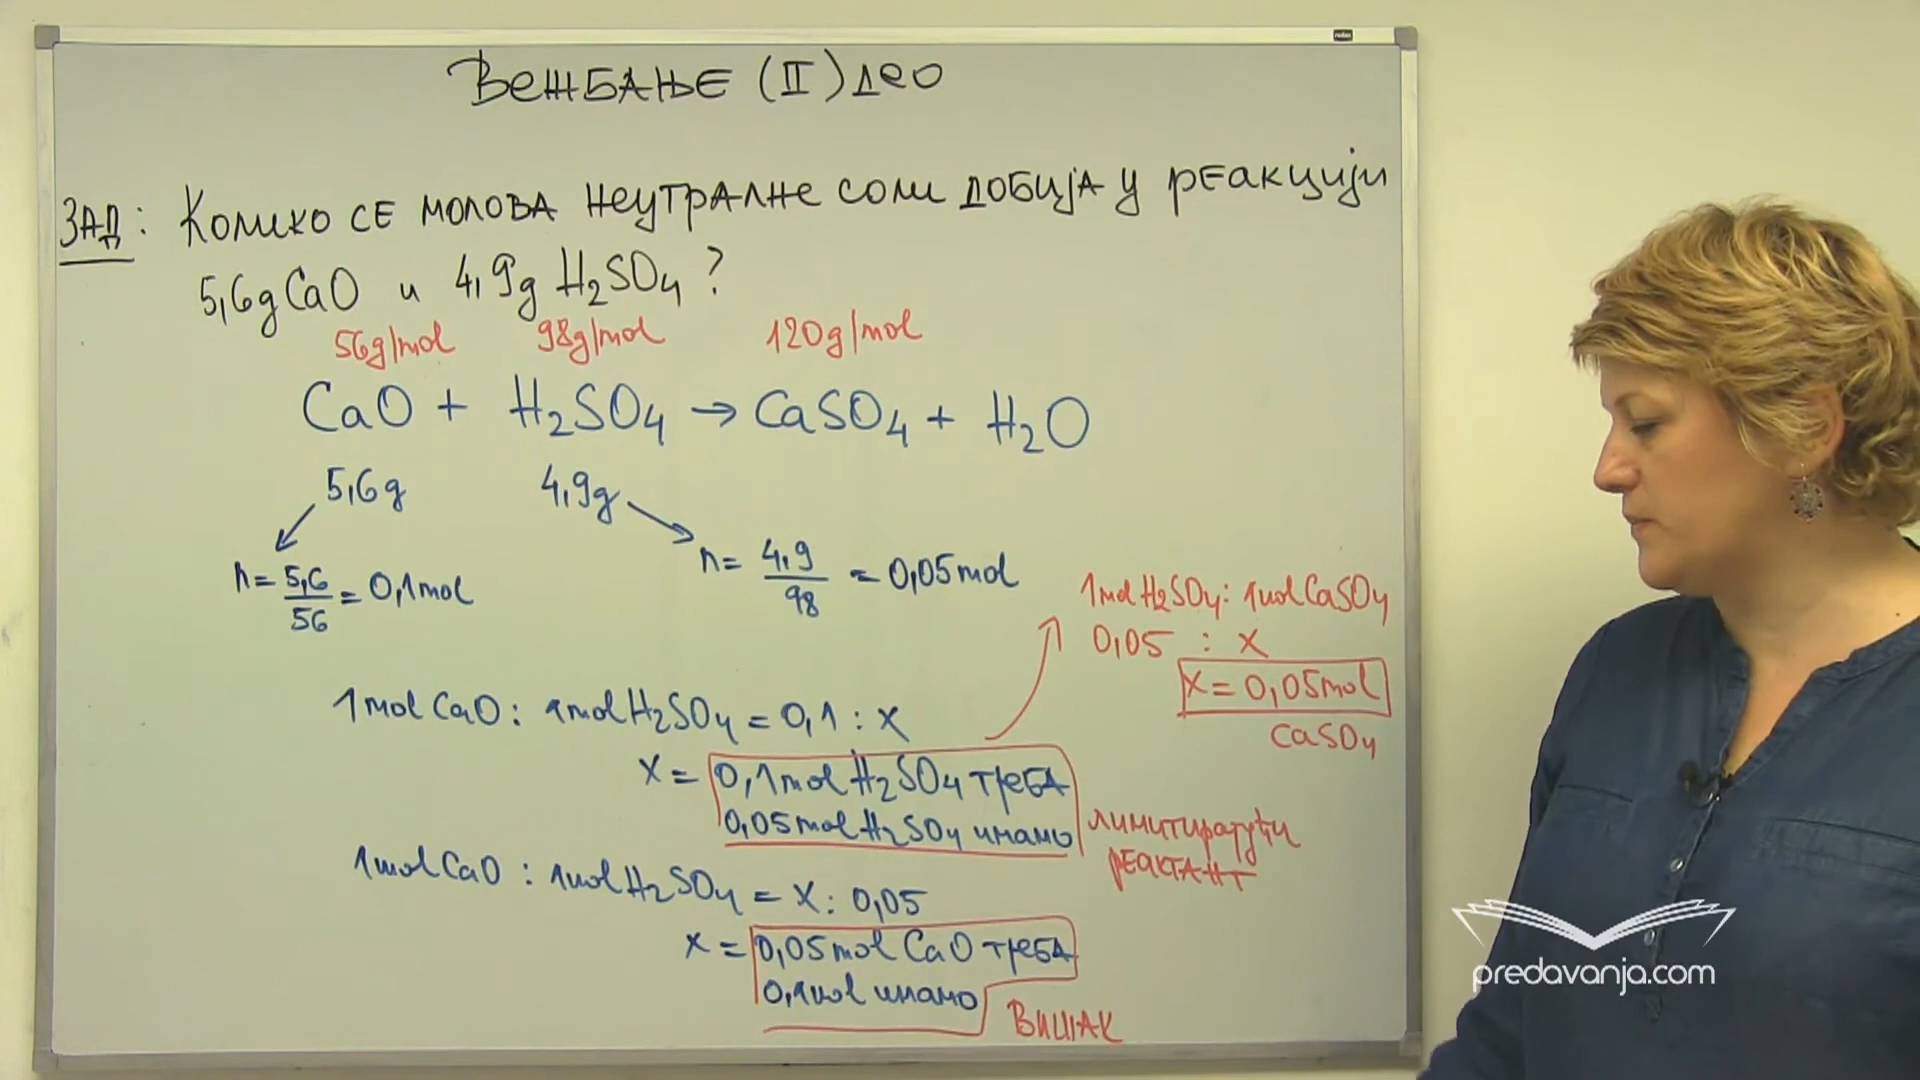 Вежбање (II) део
ЗАД: Колико се молова неутралне соли добија у реакцији
5,6g CaO и 4,9g H₂SO₄ ?
56g/mol 98g/mol 120g/mol
CaO + H₂SO₄ → CaSO₄ + H₂O
5,6g 4,9g
n = 5,6/56 = 0,1mol
n = 4,9/98 = 0,05mol
1mol H₂SO₄ : 1mol CaSO₄
0,05 : x
x = 0,05mol
CaSO₄
1mol CaO : 1mol H₂SO₄ = 0,1 : x
x = 0,1mol H₂SO₄ треба
0,05mol H₂SO₄ имамо
лимитирајући
реактант
1mol CaO : 1mol H₂SO₄ = x : 0,05
x = 0,05mol CaO треба
0,1mol имамо
Вишак
predavanja.com